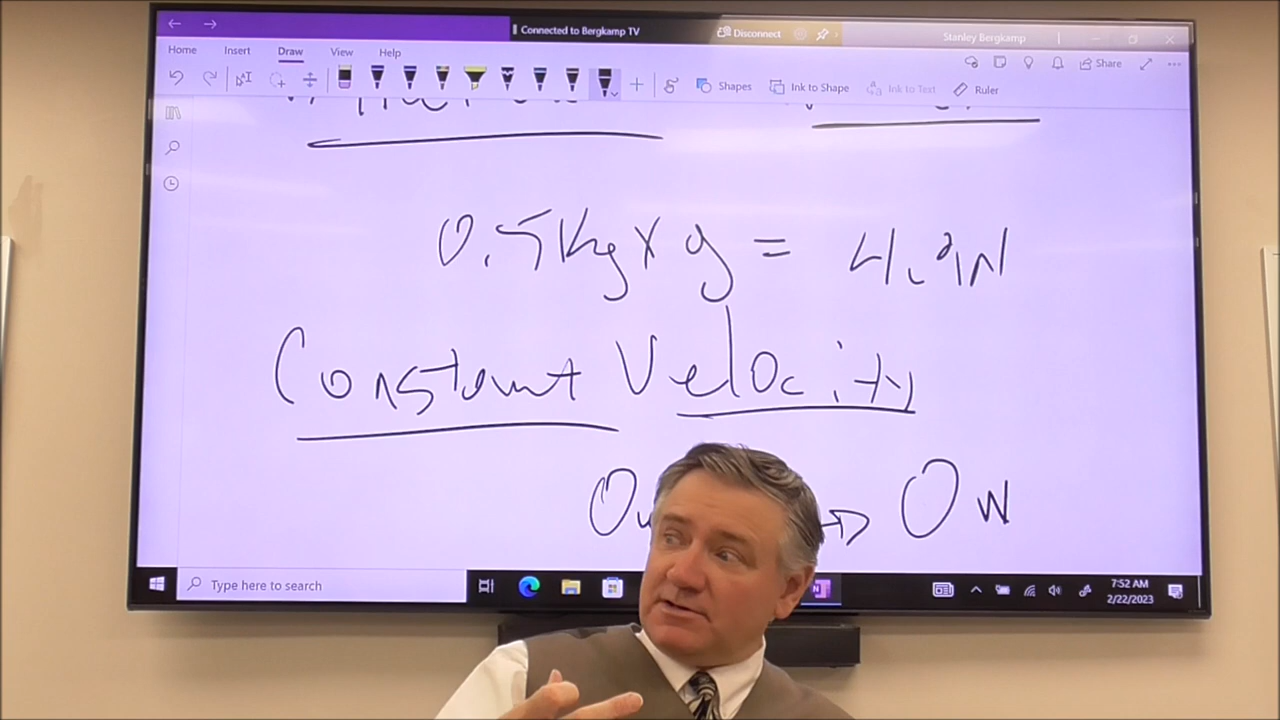 Connected to Bergkamp TV
Disconnect
Stanley Bergkamp
Home Insert Draw View Help
Share
Shapes Ink to Shape Ink to Text Ruler
0.5Kg x g = 4.9N
Constant Velocity
0w
Type here to search
7:52 AM
2/22/2023